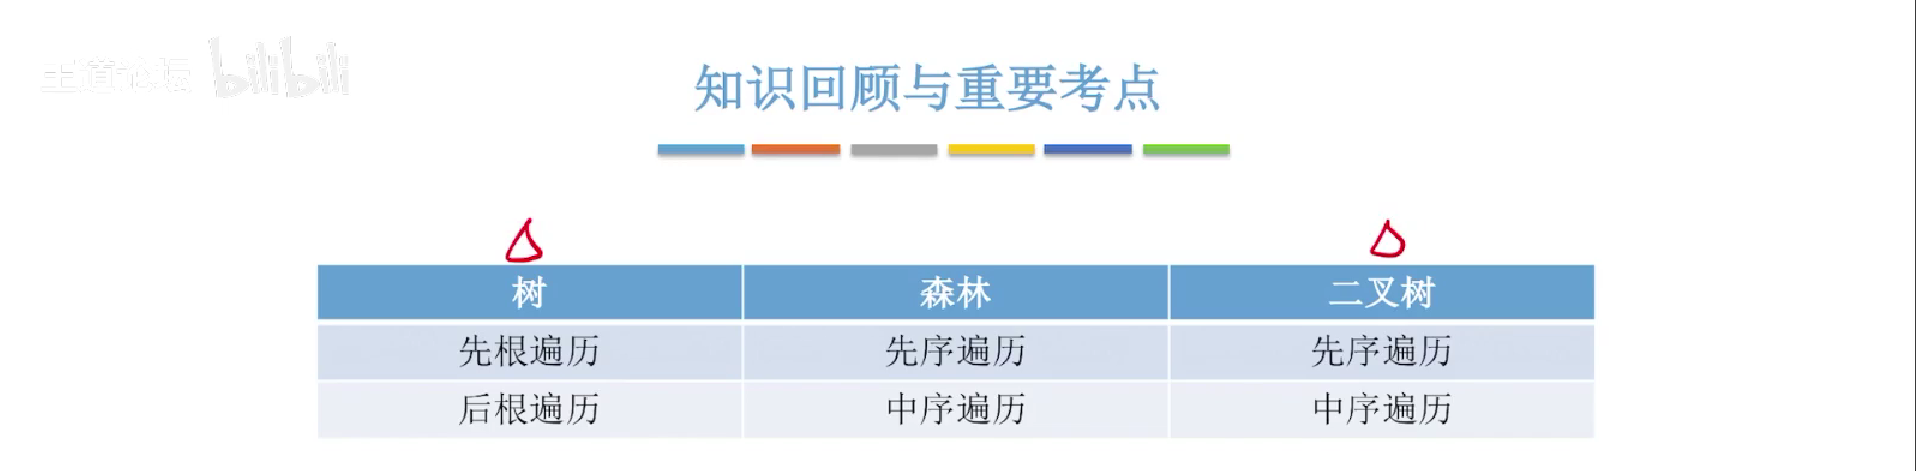 王道论坛 bilibili
知识回顾与重要考点
树 森林 二叉树
先根遍历 先序遍历 先序遍历
后根遍历 中序遍历 中序遍历